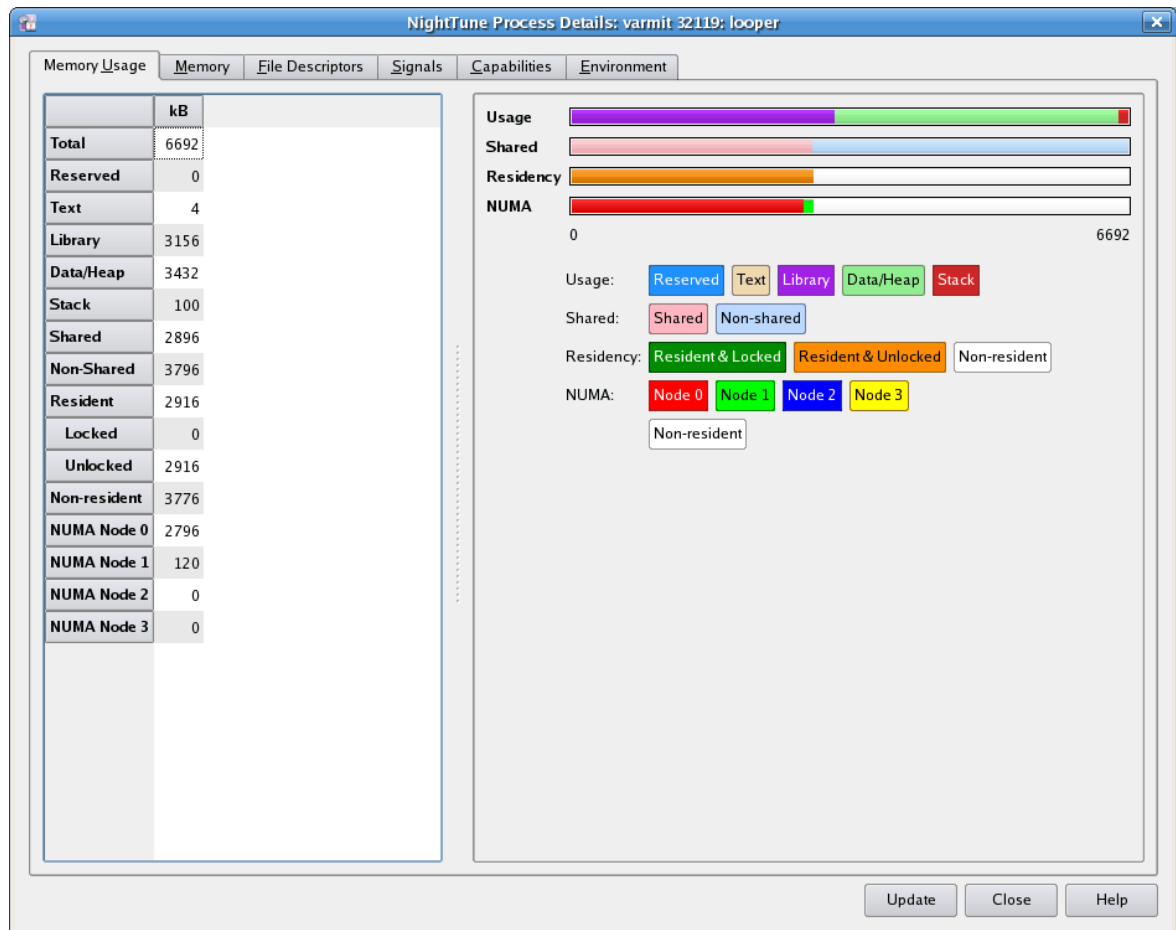 NightTune Process Details: varmit 32119: looper
Memory Usage Memory File Descriptors Signals Capabilities Environment
kB
Total 6692
Reserved 0
Text 4
Library 3156
Data/Heap 3432
Stack 100
Shared 2896
Non-Shared 3796
Resident 2916
Locked 0
Unlocked 2916
Non-resident 3776
NUMA Node 0 2796
NUMA Node 1 120
NUMA Node 2 0
NUMA Node 3 0
Usage
Shared
Residency
NUMA
0 6692
Usage: Reserved Text Library Data/Heap Stack
Shared: Shared Non-shared
Residency: Resident & Locked Resident & Unlocked Non-resident
NUMA: Node 0 Node 1 Node 2 Node 3
Non-resident
Update Close Help